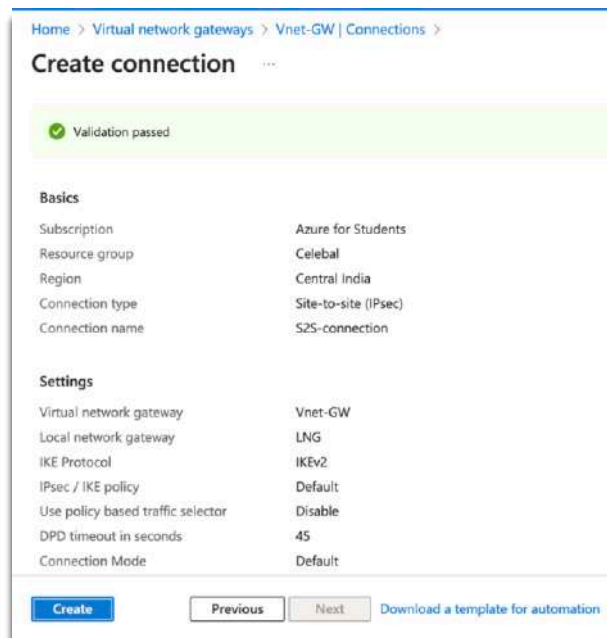 Home > Virtual network gateways > Vnet-GW | Connections >
Create connection ...
Validation passed
Basics
Subscription Azure for Students
Resource group Celebal
Region Central India
Connection type Site-to-site (IPsec)
Connection name S2S-connection
Settings
Virtual network gateway Vnet-GW
Local network gateway LNG
IKE Protocol IKEv2
IPsec / IKE policy Default
Use policy based traffic selector Disable
DPD timeout in seconds 45
Connection Mode Default
Create Previous Next Download a template for automation